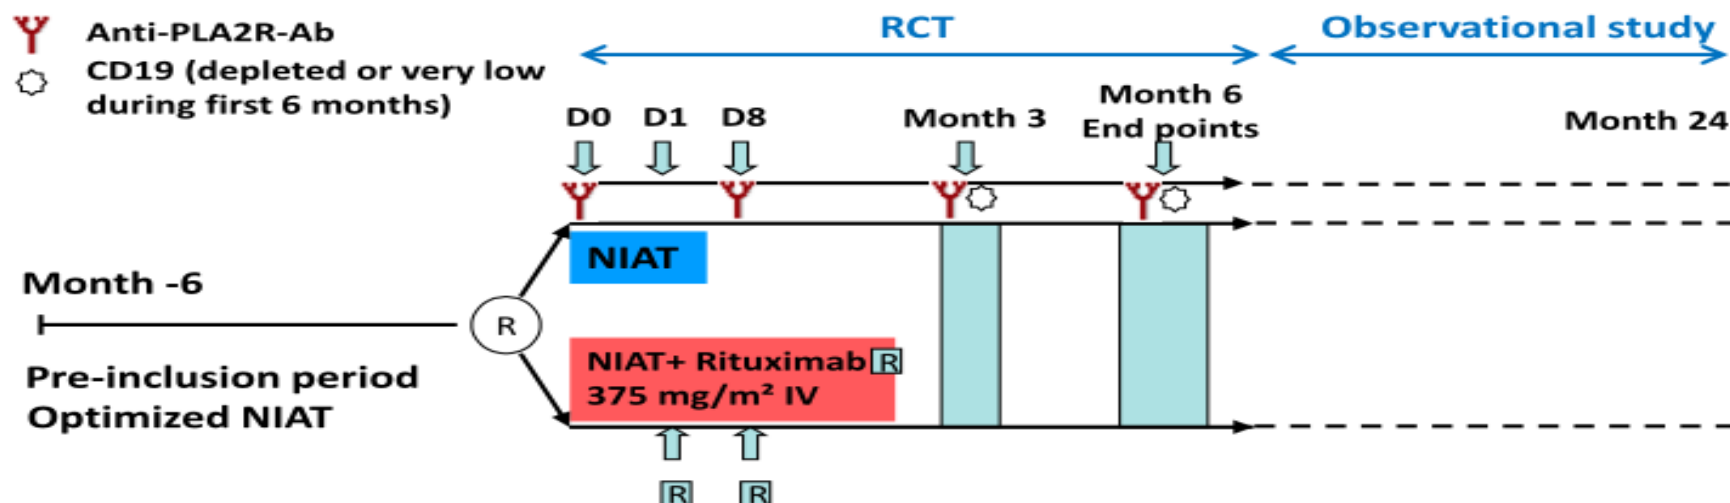 Anti-PLA2R-Ab
CD19 (depleted or very low
during first 6 months)
RCT
Observational study
D0
D1
D8
Month 3
Month 6
End points
Month 24
Month -6
R
Pre-inclusion period
Optimized NIAT
NIAT
NIAT+ Rituximab R
375 mg/m² IV
R
R